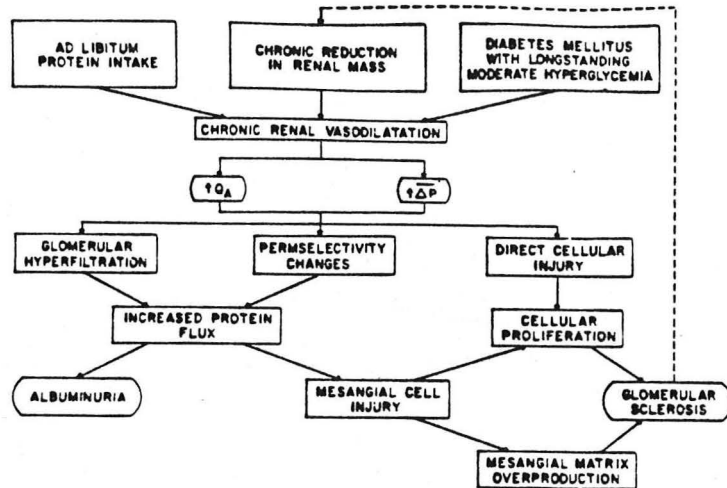 AD LIBITUM
PROTEIN INTAKE
CHRONIC REDUCTION
IN RENAL MASS
DIABETES MELLITUS
WITH LONGSTANDING
MODERATE HYPERGLYCEMIA
CHRONIC RENAL VASODILATATION
↑Q_A
↑Δ̅P̅
GLOMERULAR
HYPERFILTRATION
PERMSELECTIVITY
CHANGES
DIRECT CELLULAR
INJURY
INCREASED PROTEIN
FLUX
CELLULAR
PROLIFERATION
ALBUMINURIA
MESANGIAL CELL
INJURY
GLOMERULAR
SCLEROSIS
MESANGIAL MATRIX
OVERPRODUCTION